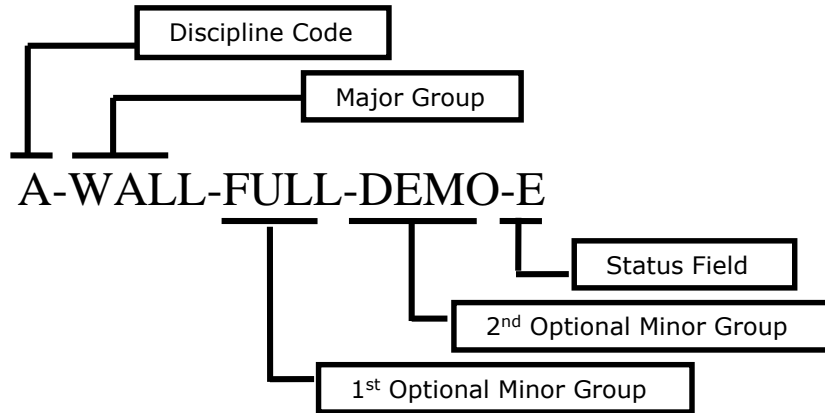 Discipline Code
Major Group
A-WALL-FULL-DEMO-E
Status Field
2nd Optional Minor Group
1st Optional Minor Group